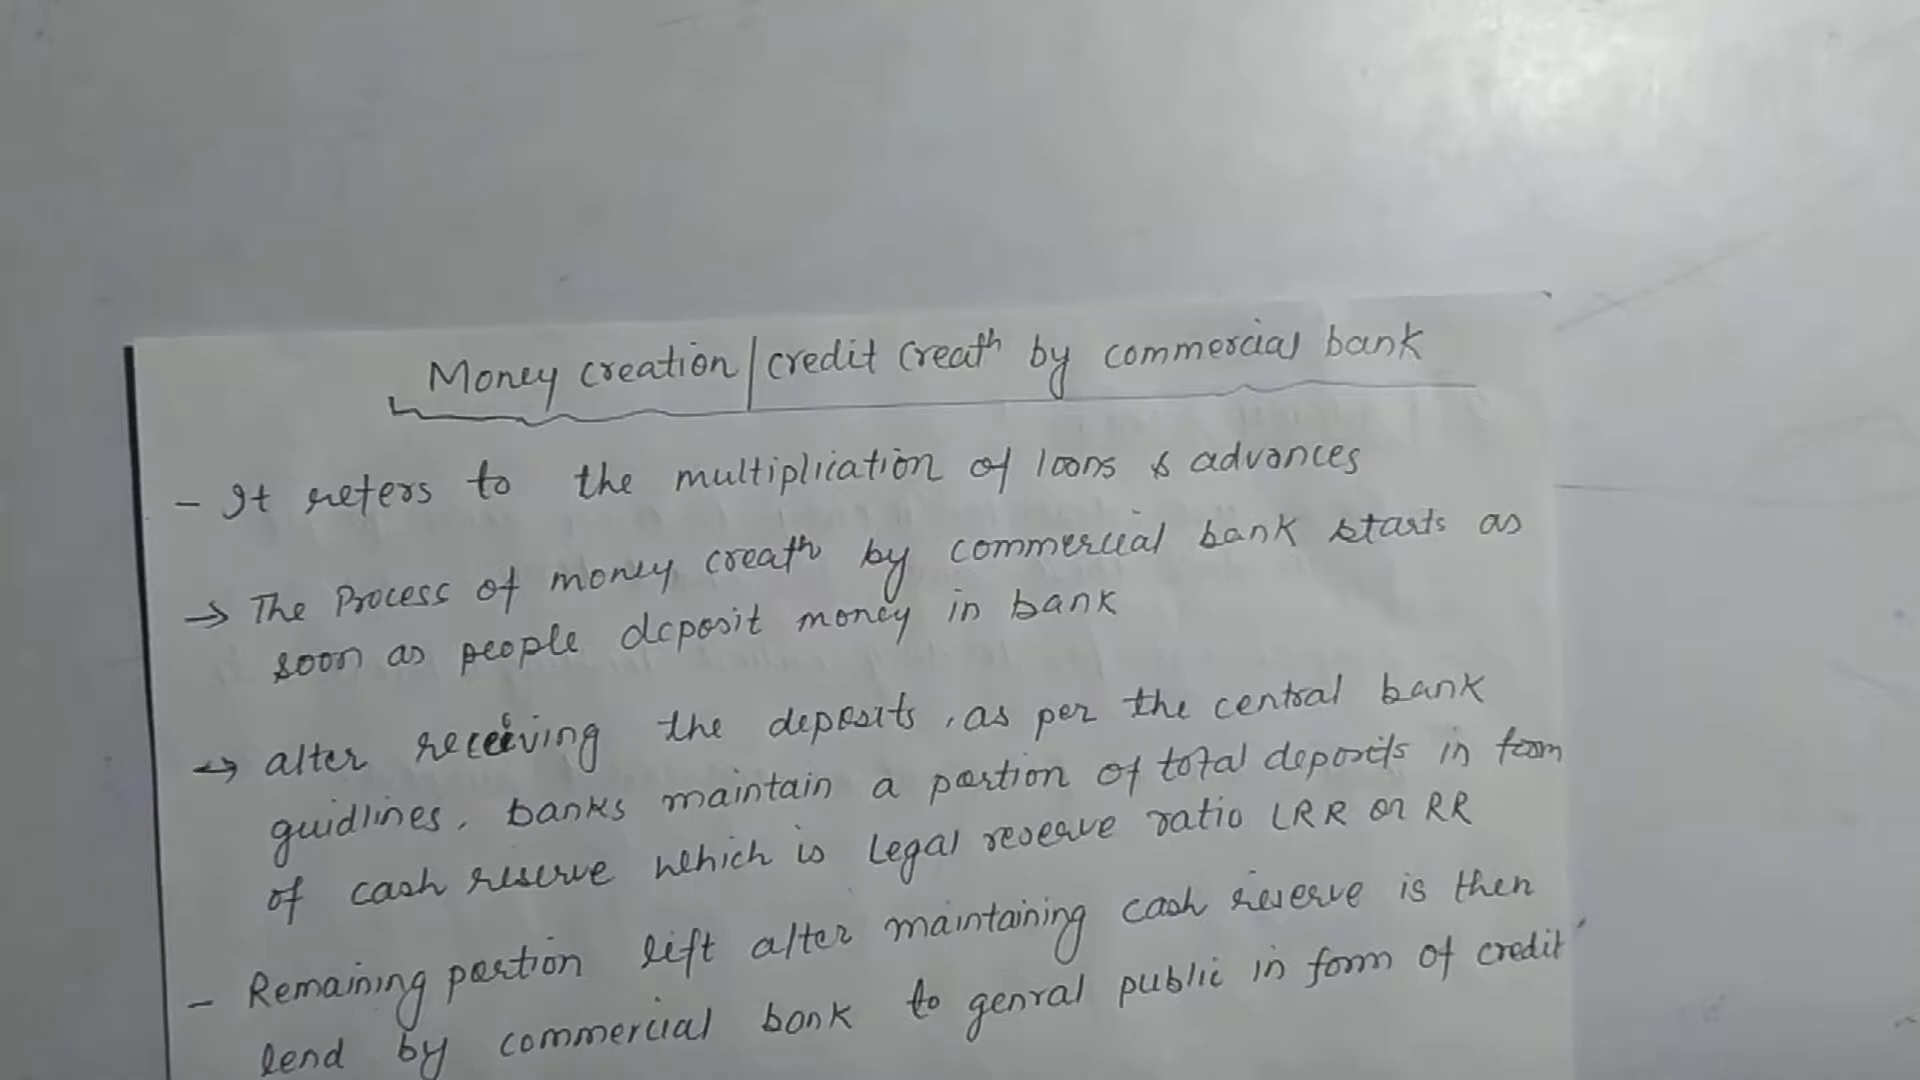 Money creation/credit creatn by commercial bank
- It refers to the multiplication of loans & advances
→ The Process of money creatn by commercial bank starts as
soon as people deposit money in bank
→ after receiving the deposits, as per the central bank
guidlines, banks maintain a portion of total deposits in form
of cash reserve which is Legal reserve ratio LRR or RR
- Remaining portion left after maintaining cash reserve is then
lend by commercial bank to genral public in form of credit